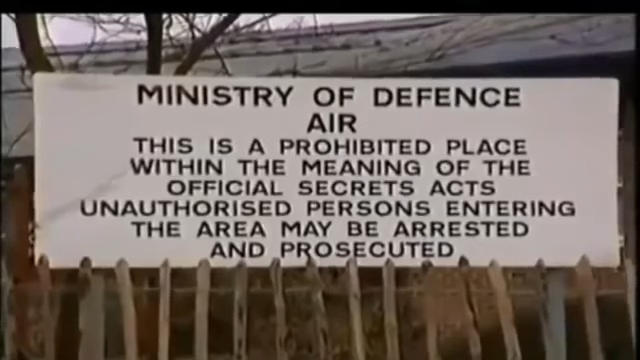 MINISTRY OF DEFENCE
AIR
THIS IS A PROHIBITED PLACE
WITHIN THE MEANING OF THE
OFFICIAL SECRETS ACTS
UNAUTHORISED PERSONS ENTERING
THE AREA MAY BE ARRESTED
AND PROSECUTED